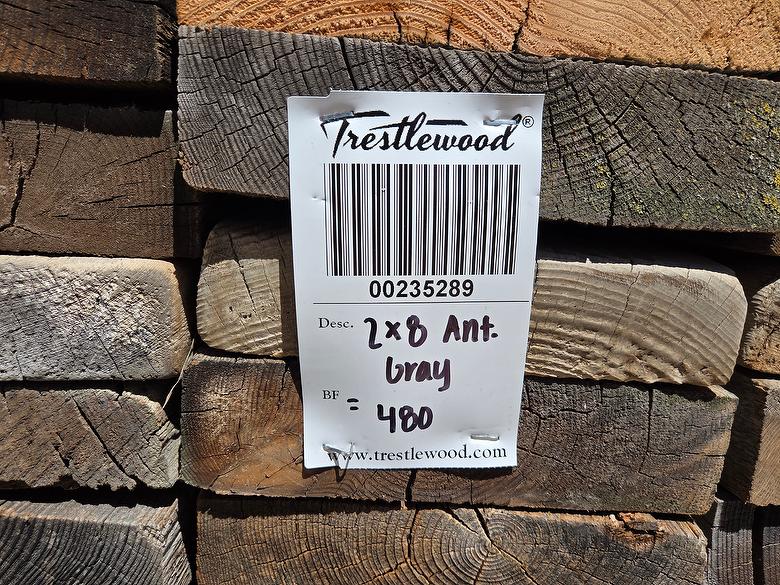 Trestlewood®
00235289
Desc. 2x8 Ant.
Gray
BF = 480
www.trestlewood.com